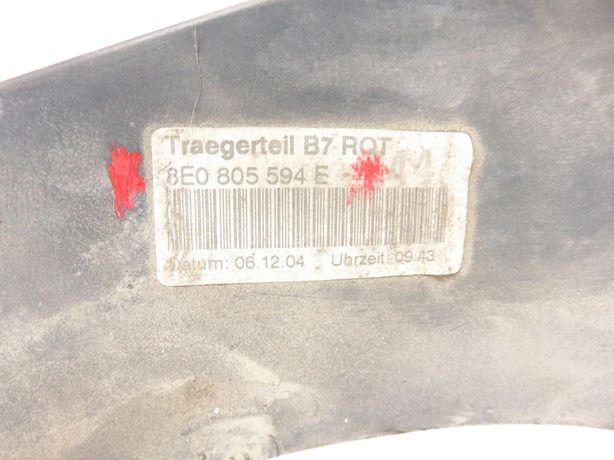 Traegerteil B7 ROT
8E0 805 594 E
Datum: 06.12.04 Uhrzeit: 09.43